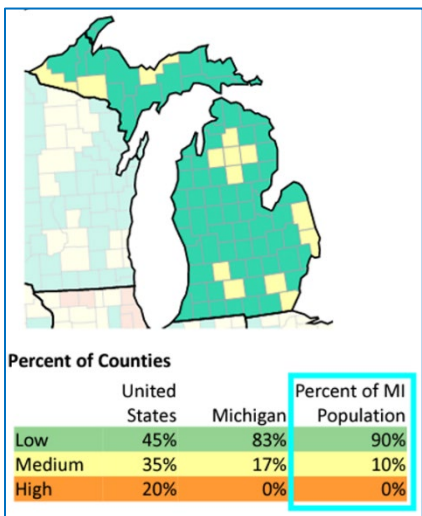 Percent of Counties
United States Michigan Percent of MI Population
Low 45% 83% 90%
Medium 35% 17% 10%
High 20% 0% 0%